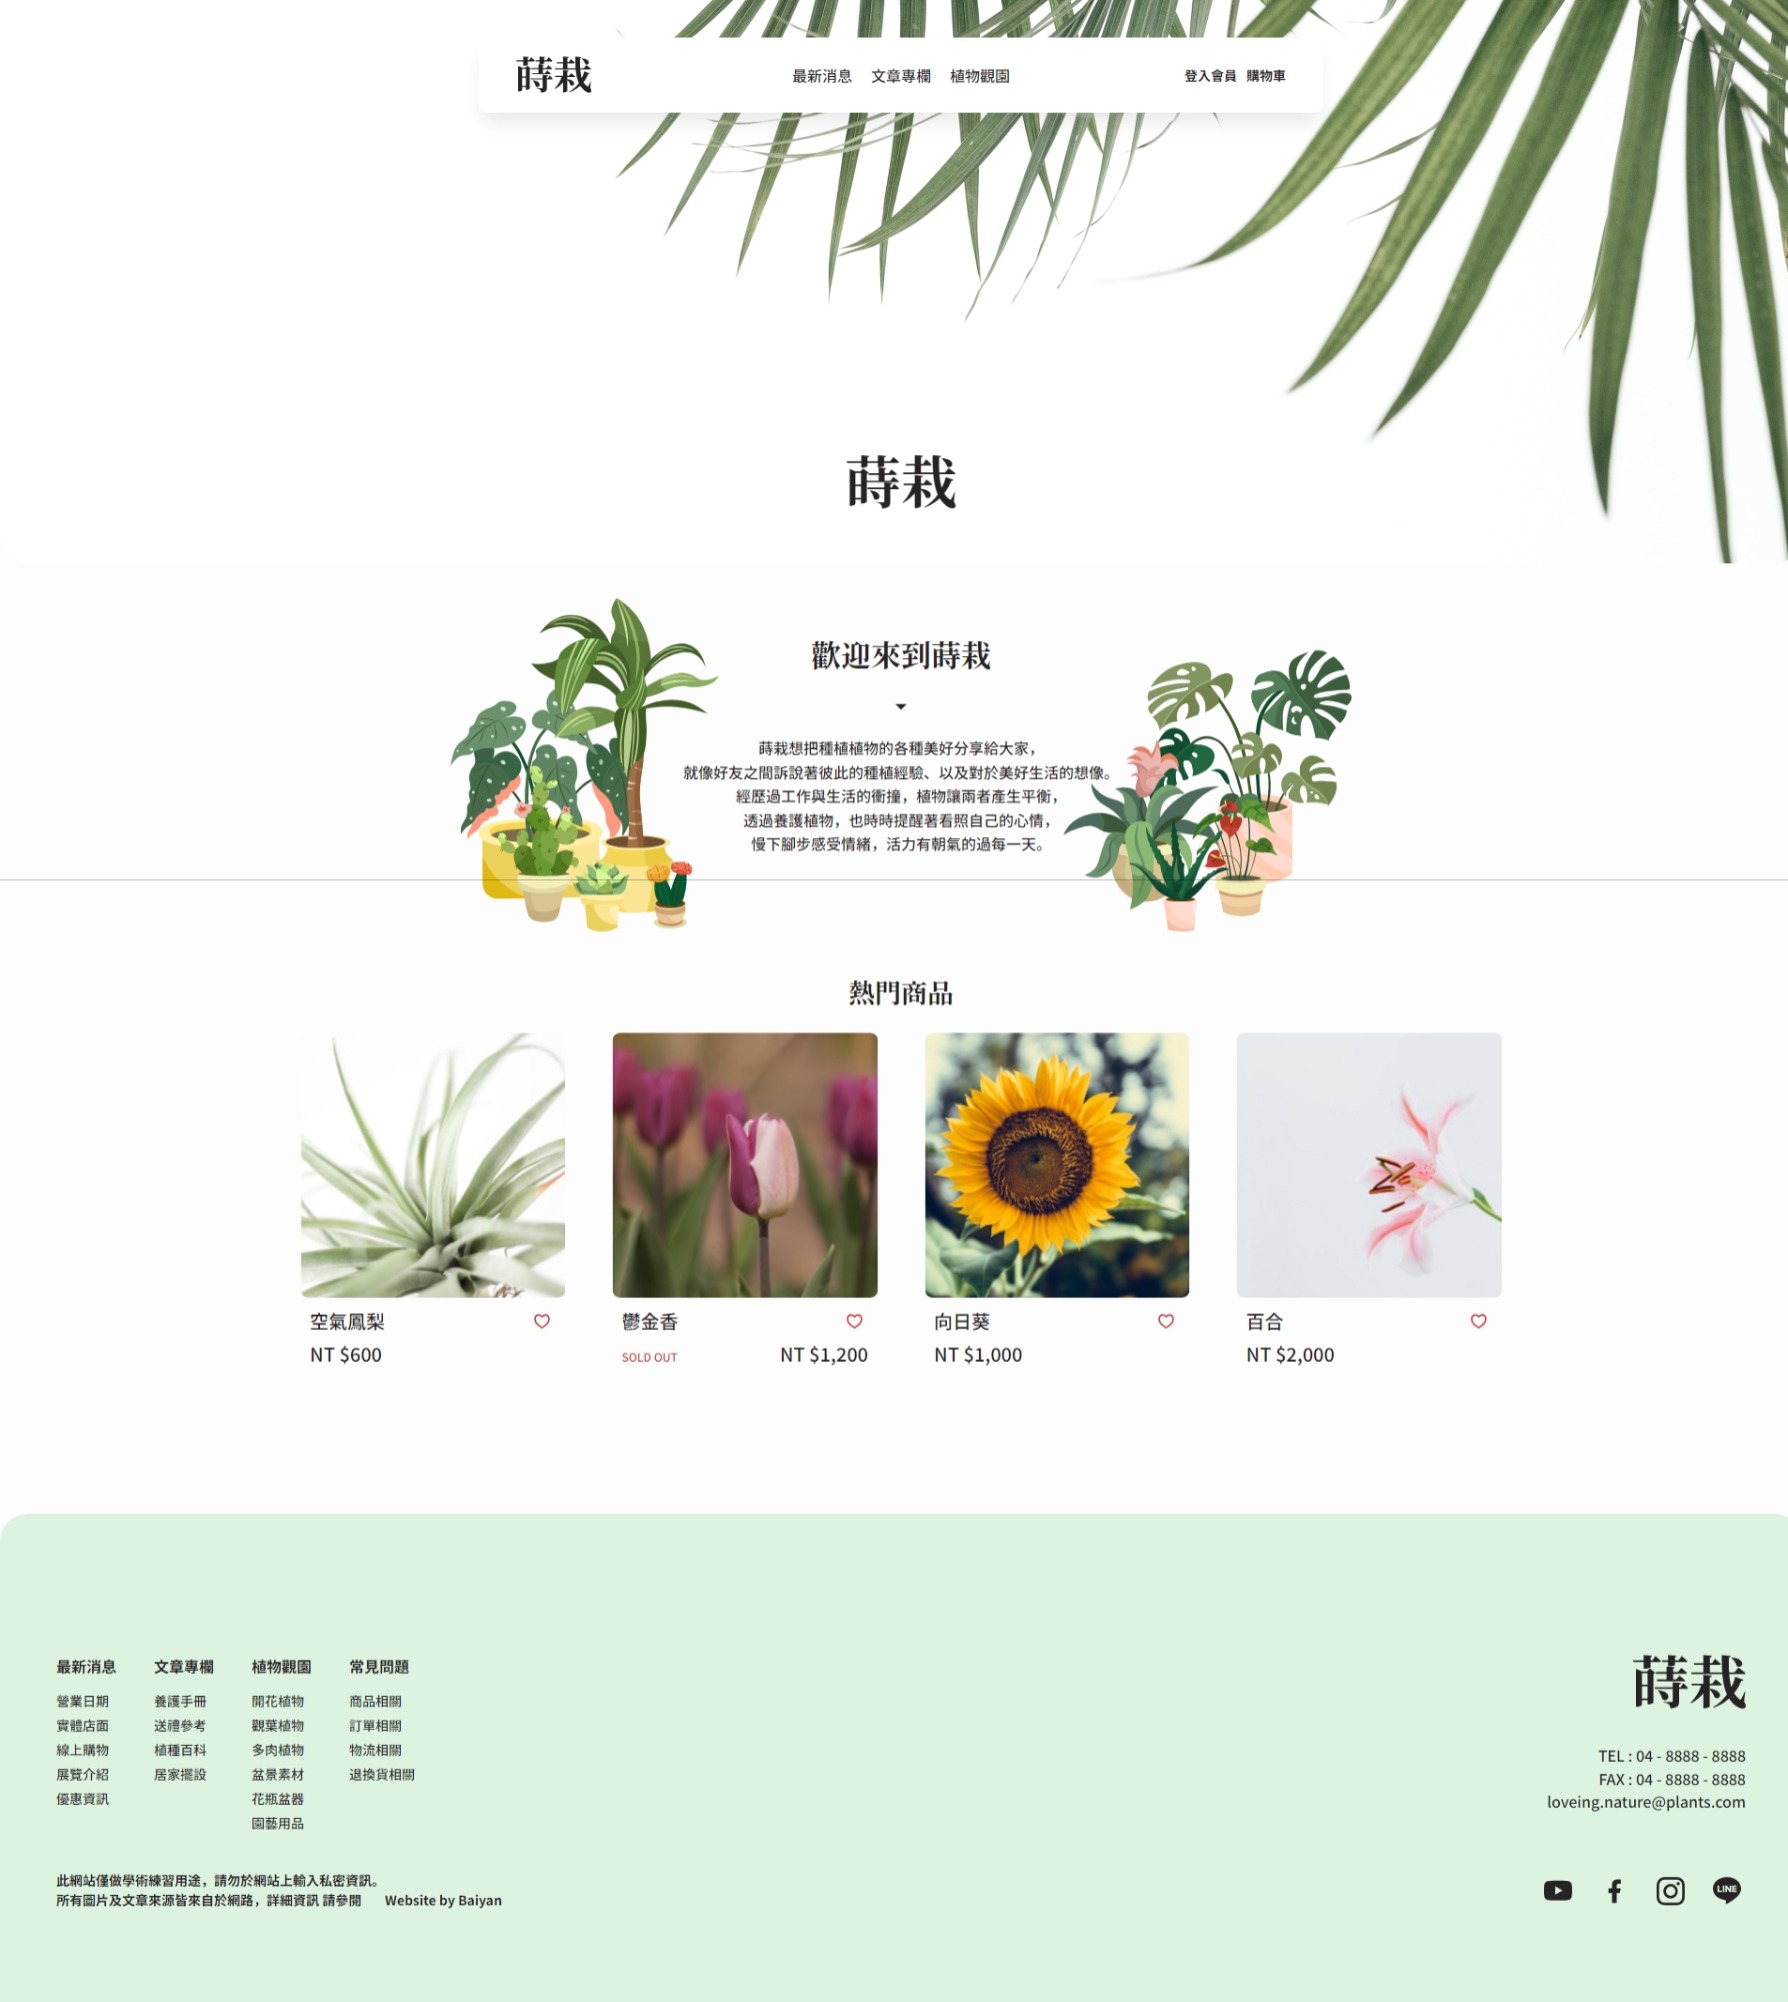 蒔栽
最新消息 文章專欄 植物觀園
登入會員 購物車
蒔栽
歡迎來到蒔栽
蒔栽想把種植植物的各種美好分享給大家，
就像好友之間訴說著彼此的種植經驗、以及對於美好生活的想像。
經歷過工作與生活的衝撞，植物讓兩者產生平衡，
透過養護植物，也時時提醒著看照自己的心情，
慢下腳步感受情緒，活力有朝氣的過每一天。
熱門商品
空氣鳳梨
NT $600
鬱金香
SOLD OUT NT $1,200
向日葵
NT $1,000
百合
NT $2,000
最新消息
營業日期
實體店面
線上購物
展覽介紹
優惠資訊
文章專欄
養護手冊
送禮參考
植種百科
居家擺設
植物觀園
開花植物
觀葉植物
多肉植物
盆景素材
花瓶盆器
園藝用品
常見問題
商品相關
訂單相關
物流相關
退換貨相關
此網站僅做學術練習用途，請勿於網站上輸入私密資訊。
所有圖片及文章來源皆來自於網路，詳細資訊 請參閱 Website by Baiyan
蒔栽
TEL : 04 - 8888 - 8888
FAX : 04 - 8888 - 8888
loveing.nature@plants.com
LINE